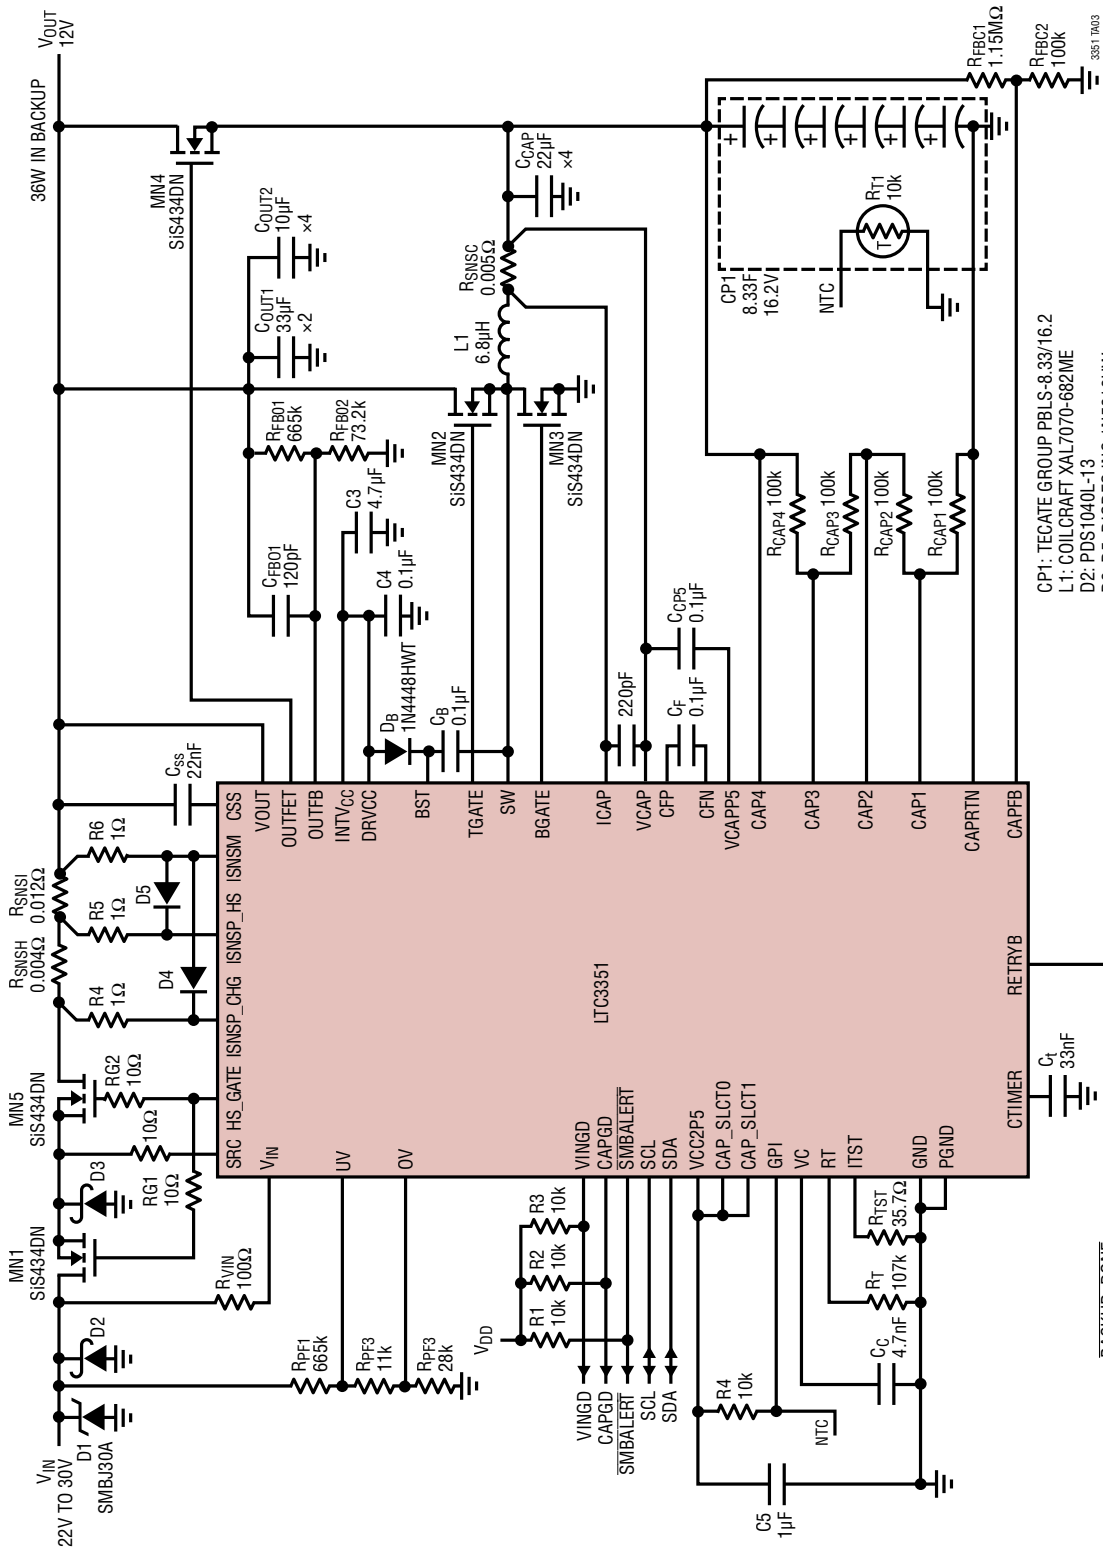 VIN
22V TO 30V
D1
SMBJ30A
D2
MN1
SiS434DN
D3
MN5
SiS434DN
RSNSH
0.004Ω
RSNSI
0.012Ω
36W IN BACKUP
VOUT
12V
RVIN
100Ω
RG1
10Ω
10Ω
RG2
10Ω
R4
1Ω
D4
R5
1Ω
D5
R6
1Ω
Css
22nF
MN4
SiS434DN
COUT1
33µF
×2
COUT2
10µF
×4
RFBO1
665k
RFBO2
73.2k
CFBO1
120pF
C3
4.7µF
C4
0.1µF
DB
1N4448HWT
CB
0.1µF
MN2
SiS434DN
MN3
SiS434DN
L1
6.8µH
RSNSC
0.005Ω
CCAP
22µF
×4
220pF
CF
0.1µF
CCP5
0.1µF
RCAP4 100k
RCAP3 100k
RCAP2 100k
RCAP1 100k
CP1
8.33F
16.2V
NTC
RT1
10k
T
+
+
+
+
+
+
RFBC1
1.15MΩ
RFBC2
100k
RPF1
665k
RPF3
11k
RPF3
28k
VDD
R1
10k
R2
10k
R3
10k
VINGD
CAPGD
SMBALERT
SCL
SDA
R4
10k
NTC
C5
1µF
CC
4.7nF
RT
107k
RTST
35.7Ω
Ct
33nF
LTC3351
SRC
HS_GATE
ISNSP_CHG
ISNSP_HS
ISNSM
CSS
VIN
UV
OV
VINGD
CAPGD
SMBALERT
SCL
SDA
VCC2P5
CAP_SLCT0
CAP_SLCT1
GPI
VC
RT
ITST
GND
PGND
VOUT
OUTFET
OUTFB
INTVCC
DRVCC
BST
TGATE
SW
BGATE
ICAP
VCAP
CFP
CFN
VCAPP5
CAP4
CAP3
CAP2
CAP1
CAPRTN
CAPFB
CTIMER
RETRYB
CP1: TECATE GROUP PBLS-8.33/16.2
L1: COILCRAFT XAL7070-682ME
D2: PDS1040L-13
3351 TA03